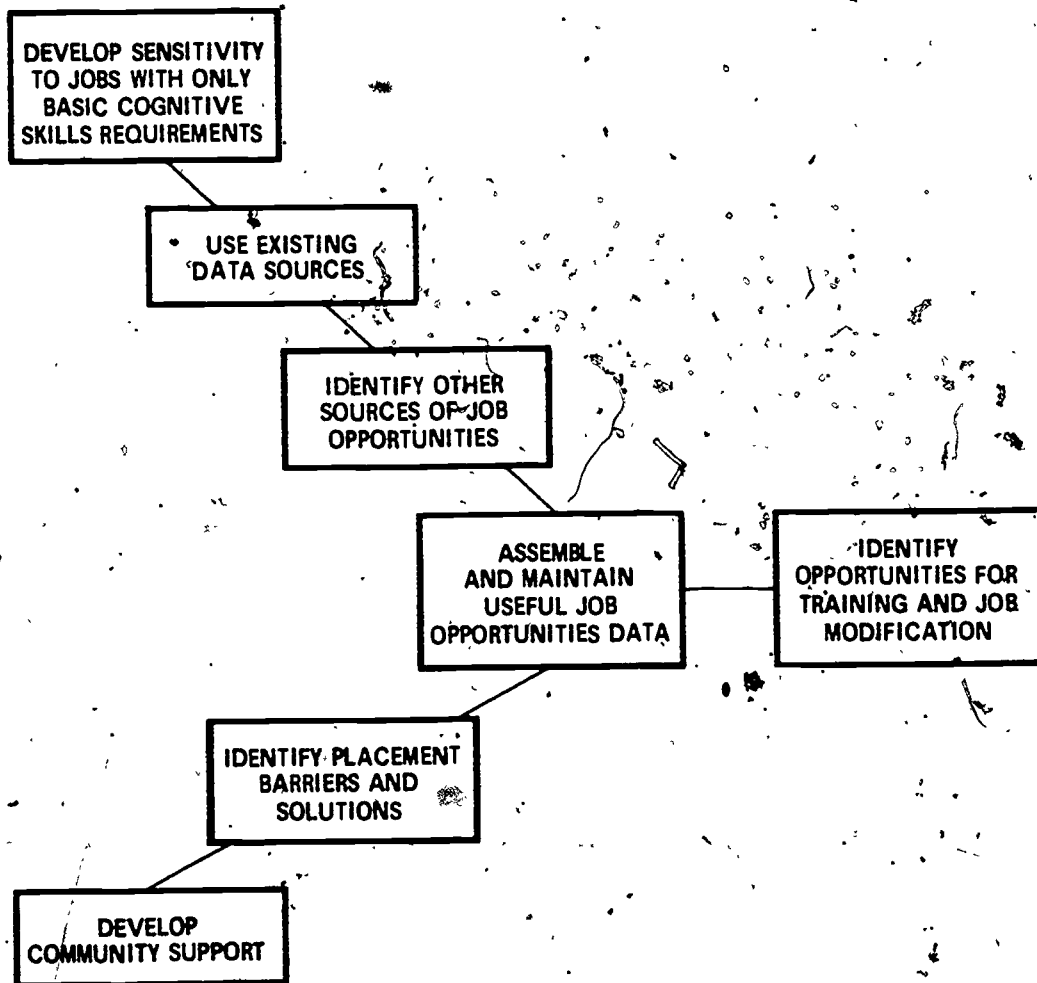 DEVELOP SENSITIVITY
TO JOBS WITH ONLY
BASIC COGNITIVE
SKILLS REQUIREMENTS
USE EXISTING
DATA SOURCES
IDENTIFY OTHER
SOURCES OF JOB
OPPORTUNITIES
ASSEMBLE
AND MAINTAIN
USEFUL JOB
OPPORTUNITIES DATA
IDENTIFY
OPPORTUNITIES FOR
TRAINING AND JOB
MODIFICATION
IDENTIFY PLACEMENT
BARRIERS AND
SOLUTIONS
DEVELOP
COMMUNITY SUPPORT